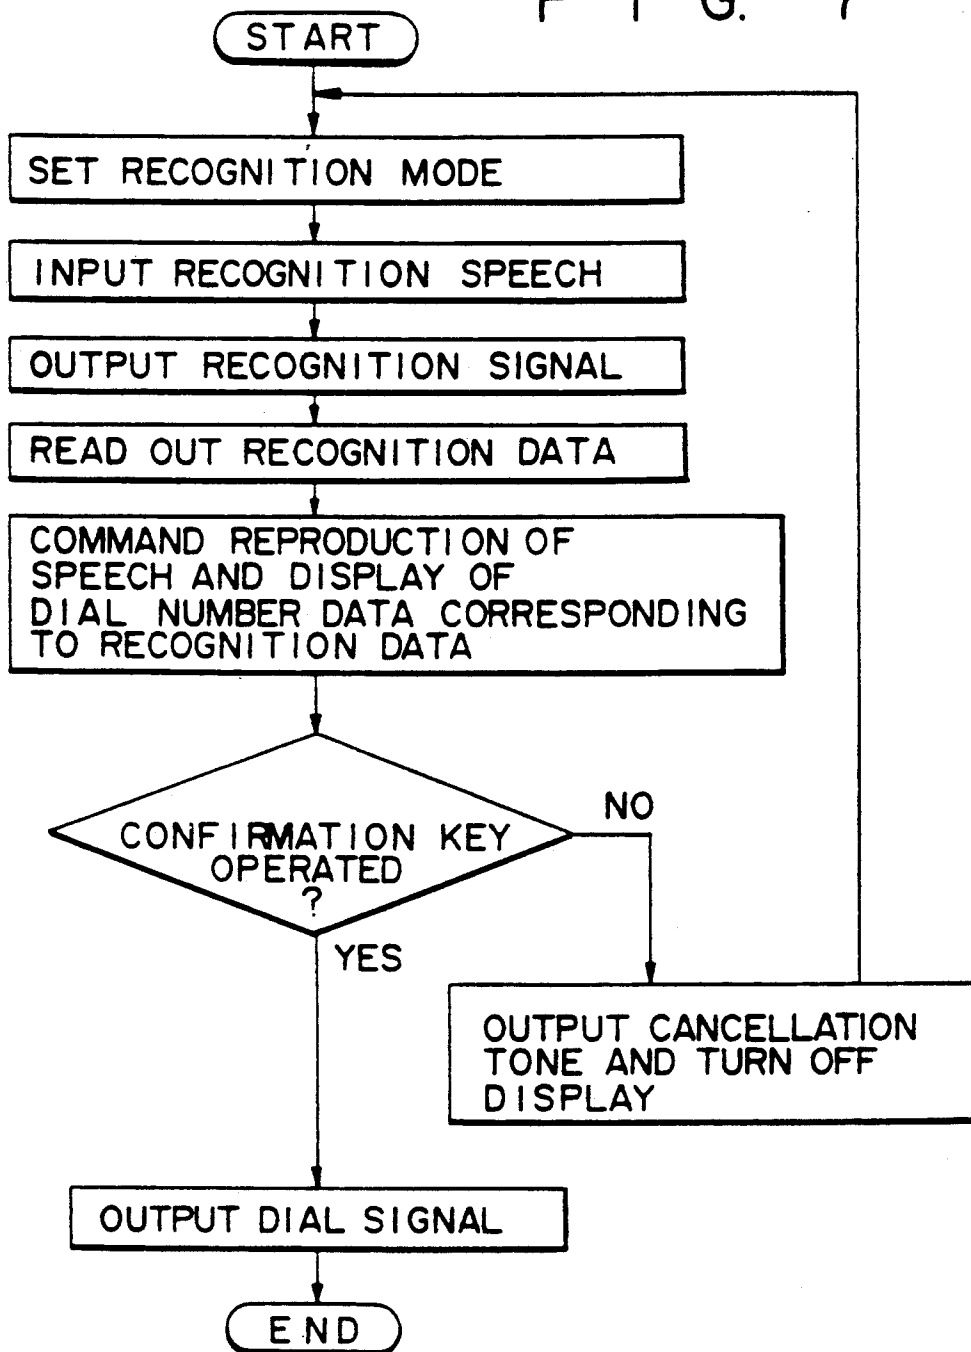 FIG. 7
START
SET RECOGNITION MODE
INPUT RECOGNITION SPEECH
OUTPUT RECOGNITION SIGNAL
READ OUT RECOGNITION DATA
COMMAND REPRODUCTION OF
SPEECH AND DISPLAY OF
DIAL NUMBER DATA CORRESPONDING
TO RECOGNITION DATA
CONFIRMATION KEY
OPERATED
?
NO
YES
OUTPUT CANCELLATION
TONE AND TURN OFF
DISPLAY
OUTPUT DIAL SIGNAL
END